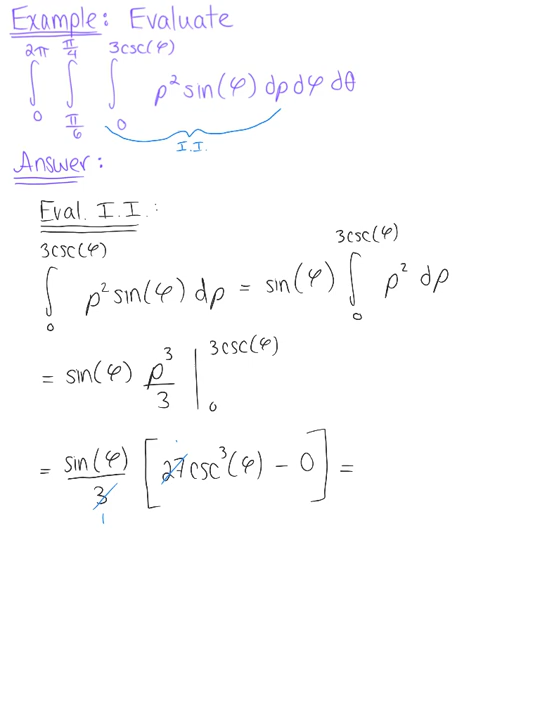 Example: Evaluate
∫₀^{2π} ∫_{π/6}^{π/4} ∫₀^{3csc(φ)} ρ² sin(φ) dρ dφ dθ
I.I.
Answer:
Eval. I.I.:
∫₀^{3csc(φ)} ρ² sin(φ) dρ = sin(φ) ∫₀^{3csc(φ)} ρ² dρ
= sin(φ) ρ³/3 |₀^{3csc(φ)}
= sin(φ)/3 [27csc³(φ) − 0] =
1